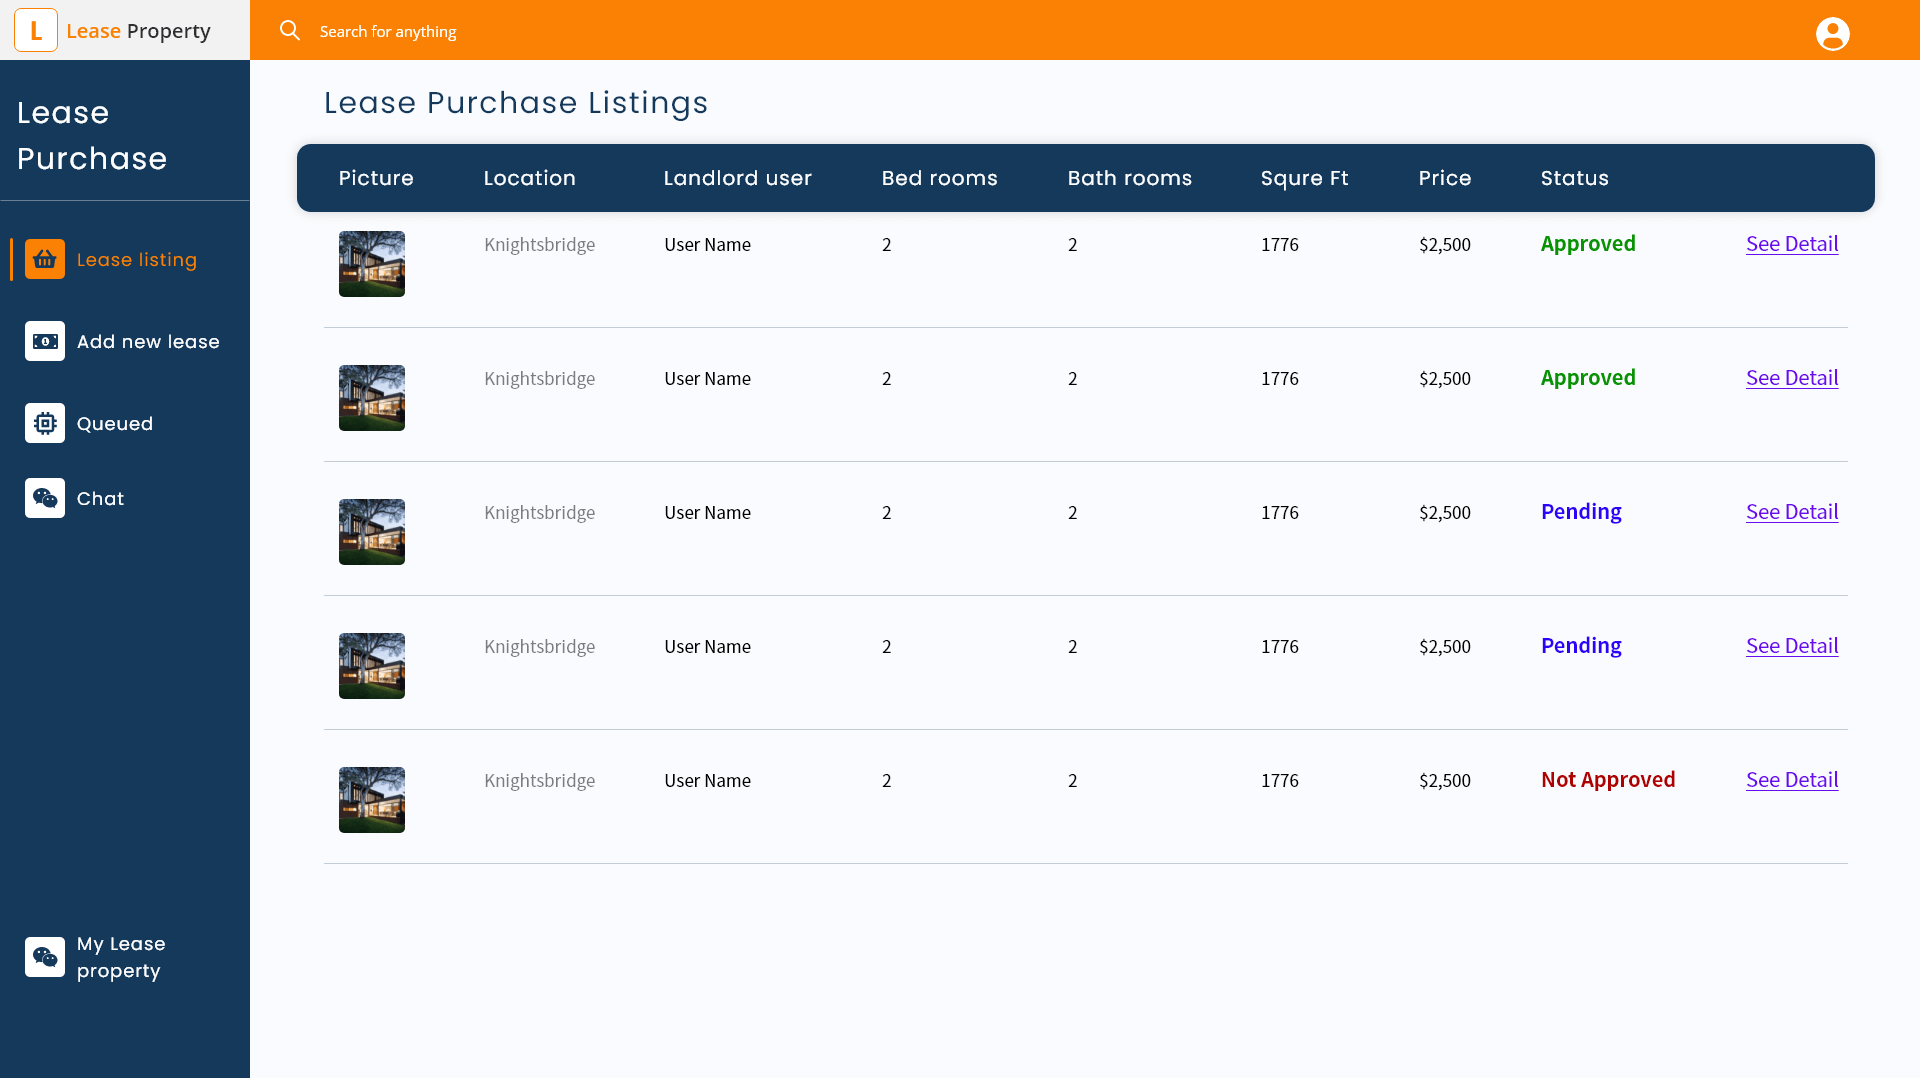 L Lease Property
Search for anything
Lease
Purchase
Lease listing
Add new lease
Queued
Chat
My Lease
property
Lease Purchase Listings
Picture Location Landlord user Bed rooms Bath rooms Squre Ft Price Status
Knightsbridge User Name 2 2 1776 $2,500 Approved See Detail
Knightsbridge User Name 2 2 1776 $2,500 Approved See Detail
Knightsbridge User Name 2 2 1776 $2,500 Pending See Detail
Knightsbridge User Name 2 2 1776 $2,500 Pending See Detail
Knightsbridge User Name 2 2 1776 $2,500 Not Approved See Detail